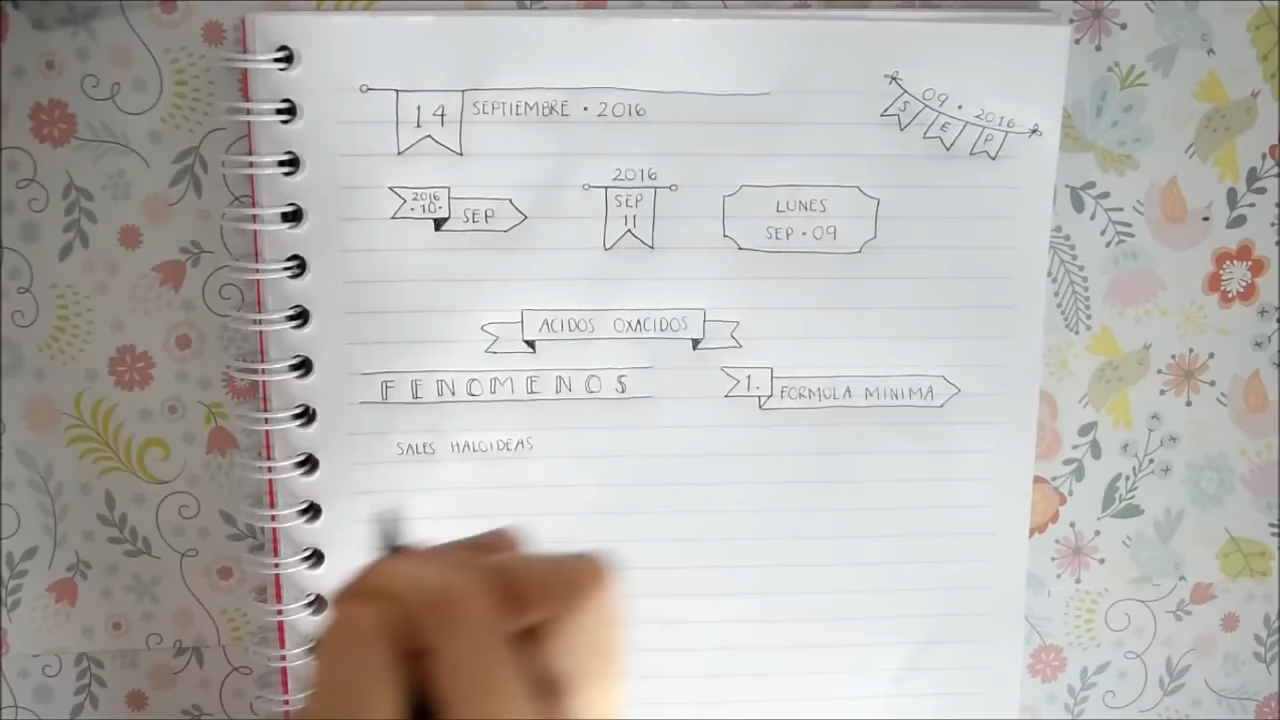 14 SEPTIEMBRE • 2016
09 • 2016
SEP
2016
•10•
SEP
2016
SEP
11
LUNES
SEP • 09
ACIDOS OXACIDOS
FENOMENOS
1. FORMULA MINIMA
SALES HALOIDEAS